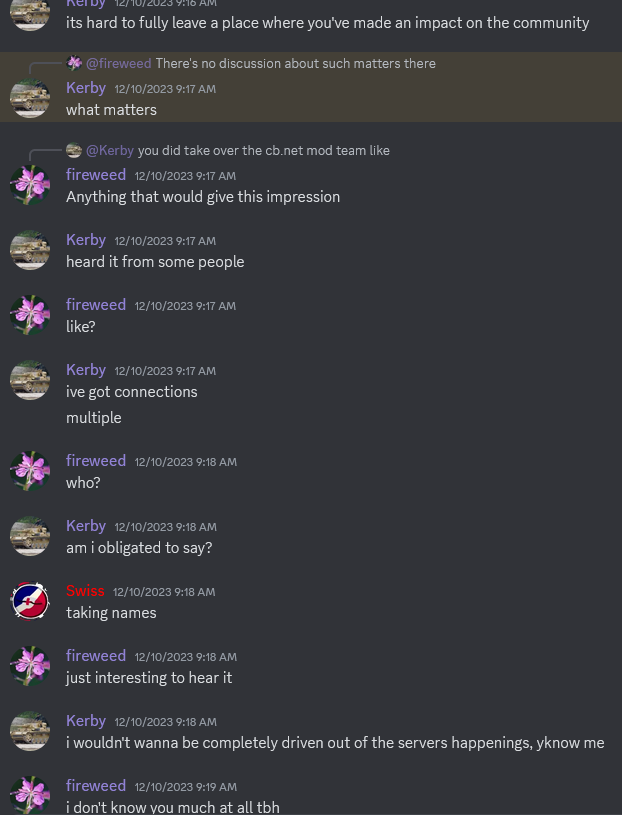 Kerby 12/10/2023 9:16 AM
its hard to fully leave a place where you've made an impact on the community
@fireweed There's no discussion about such matters there
Kerby 12/10/2023 9:17 AM
what matters
@Kerby you did take over the cb.net mod team like
fireweed 12/10/2023 9:17 AM
Anything that would give this impression
Kerby 12/10/2023 9:17 AM
heard it from some people
fireweed 12/10/2023 9:17 AM
like?
Kerby 12/10/2023 9:17 AM
ive got connections
multiple
fireweed 12/10/2023 9:18 AM
who?
Kerby 12/10/2023 9:18 AM
am i obligated to say?
Swiss 12/10/2023 9:18 AM
taking names
fireweed 12/10/2023 9:18 AM
just interesting to hear it
Kerby 12/10/2023 9:18 AM
i wouldn't wanna be completely driven out of the servers happenings, yknow me
fireweed 12/10/2023 9:19 AM
i don't know you much at all tbh